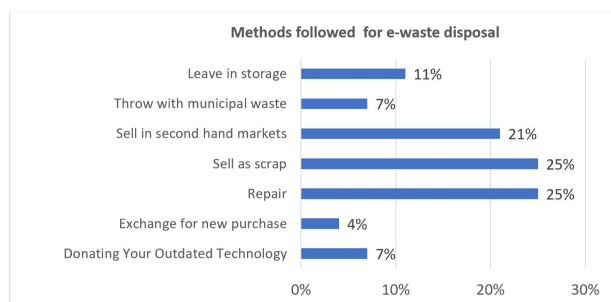 Methods followed for e-waste disposal
Leave in storage 11%
Throw with municipal waste 7%
Sell in second hand markets 21%
Sell as scrap 25%
Repair 25%
Exchange for new purchase 4%
Donating Your Outdated Technology 7%
0% 10% 20% 30%